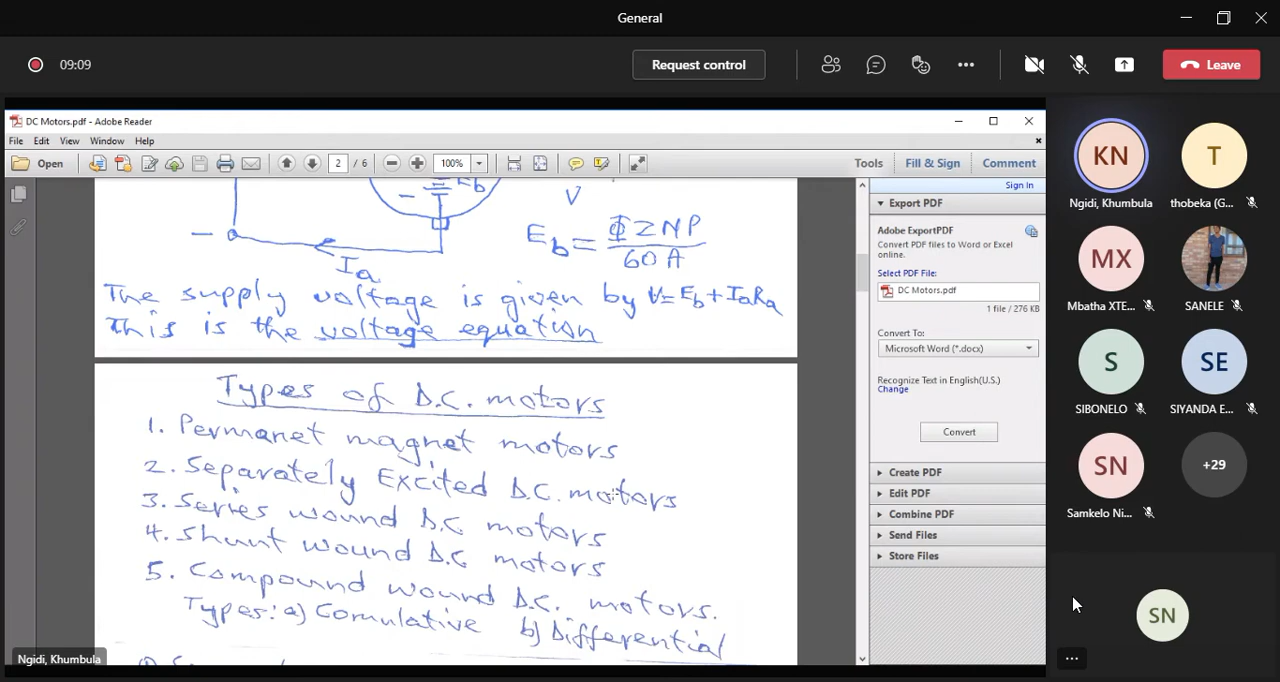 General
09:09
Request control
Leave
DC Motors.pdf - Adobe Reader
File Edit View Window Help
Open
2 / 6
100%
Tools Fill & Sign Comment
Sign In
Export PDF
Adobe ExportPDF
Convert PDF files to Word or Excel
online.
Select PDF File:
DC Motors.pdf
1 file / 276 KB
Convert To:
Microsoft Word (*.docx)
Recognize Text in English(U.S.)
Change
Convert
Create PDF
Edit PDF
Combine PDF
Send Files
Store Files
Eb
V
Eb = ΦZNP
60 A
Ia
The supply voltage is given by V=Eb+IaRa
This is the voltage equation
Types of D.C. motors
1. Permanet magnet motors
2. Separately Excited D.C. motors
3. Series wound D.C motors
4. Shunt wound D.C motors
5. Compound wound D.C. motors.
Types: a) Comulative b) Differential
Ngidi, Khumbula
KN
Ngidi, Khumbula
T
thobeka (G...
MX
Mbatha XTE...
SANELE
S
SIBONELO
SE
SIYANDA E...
SN
Samkelo Ni...
+29
SN